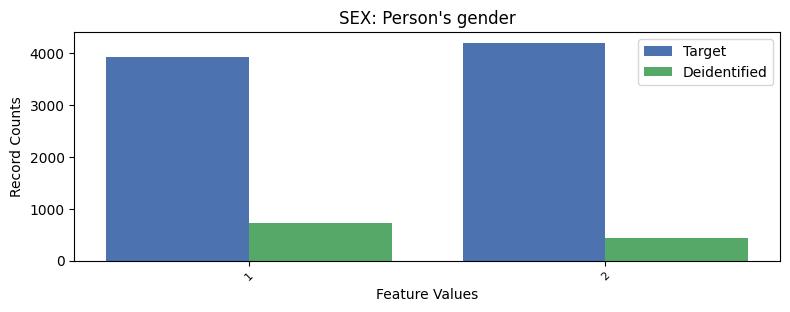 SEX: Person's gender
Target
Deidentified
Record Counts
4000
3000
2000
1000
0
1
2
Feature Values